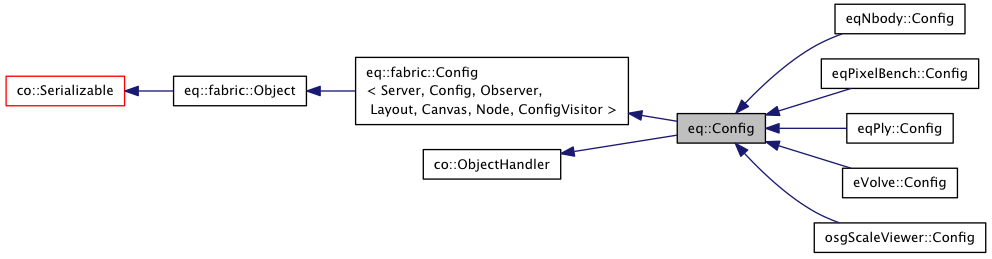 co::Serializable
eq::fabric::Object
eq::fabric::Config
< Server, Config, Observer,
Layout, Canvas, Node, ConfigVisitor >
co::ObjectHandler
eq::Config
eqNbody::Config
eqPixelBench::Config
eqPly::Config
eVolve::Config
osgScaleViewer::Config